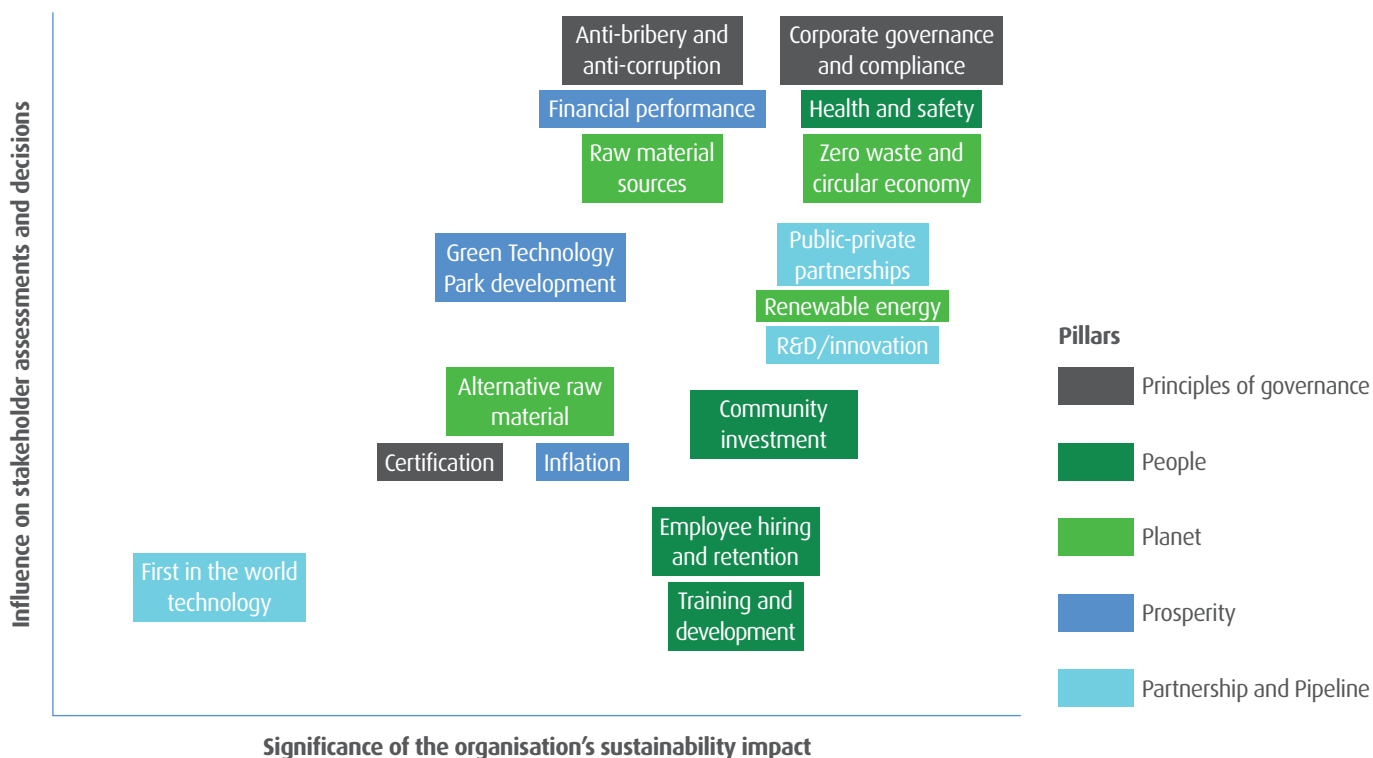 Influence on stakeholder assessments and decisions
Anti-bribery and
anti-corruption
Corporate governance
and compliance
Financial performance
Health and safety
Raw material
sources
Zero waste and
circular economy
Green Technology
Park development
Public-private
partnerships
Renewable energy
R&D/innovation
Alternative raw
material
Community
investment
Certification
Inflation
Employee hiring
and retention
First in the world
technology
Training and
development
Significance of the organisation’s sustainability impact
Pillars
Principles of governance
People
Planet
Prosperity
Partnership and Pipeline